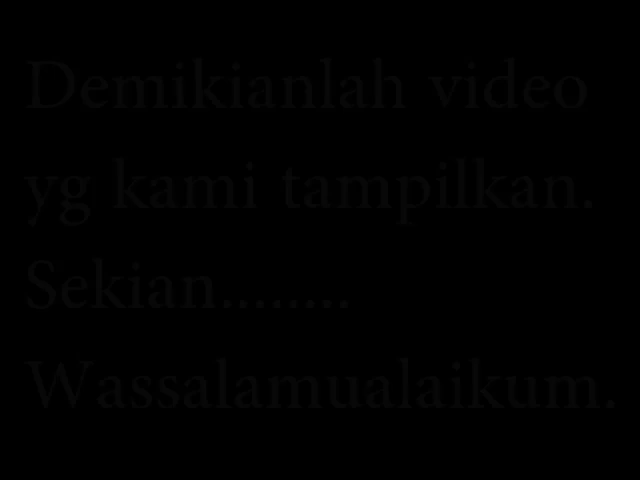 Demikianlah video
yg kami tampilkan.
Sekian........
Wassalamualaikum.